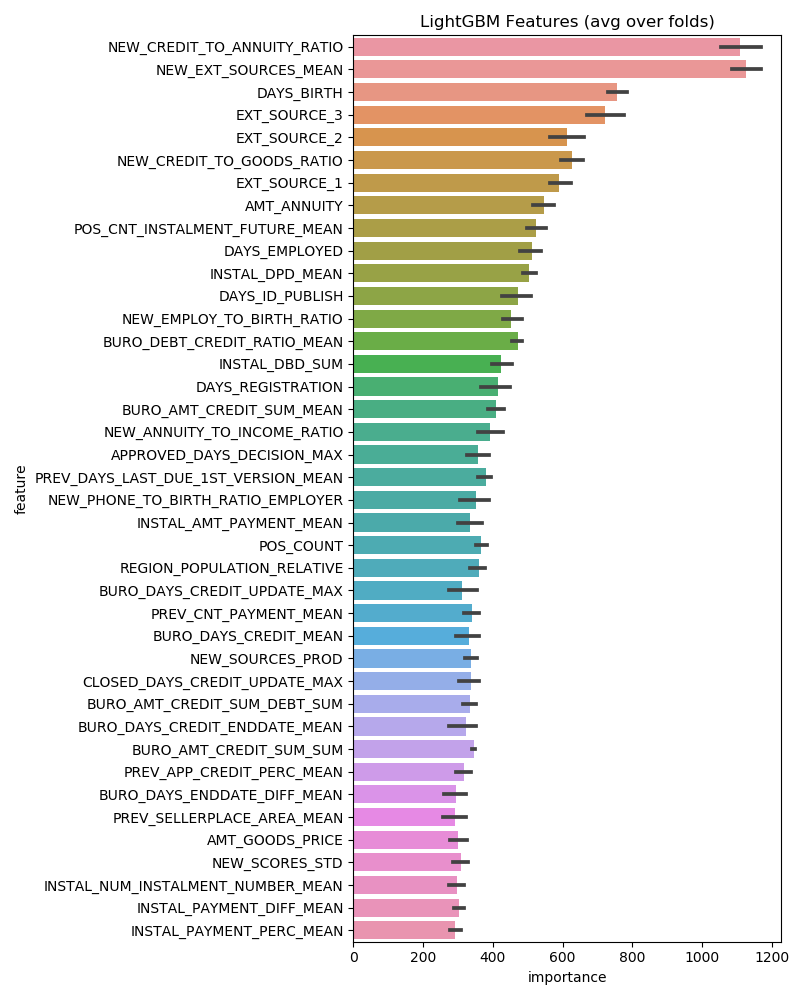 LightGBM Features (avg over folds)
NEW_CREDIT_TO_ANNUITY_RATIO
NEW_EXT_SOURCES_MEAN
DAYS_BIRTH
EXT_SOURCE_3
EXT_SOURCE_2
NEW_CREDIT_TO_GOODS_RATIO
EXT_SOURCE_1
AMT_ANNUITY
POS_CNT_INSTALMENT_FUTURE_MEAN
DAYS_EMPLOYED
INSTAL_DPD_MEAN
DAYS_ID_PUBLISH
NEW_EMPLOY_TO_BIRTH_RATIO
BURO_DEBT_CREDIT_RATIO_MEAN
INSTAL_DBD_SUM
DAYS_REGISTRATION
BURO_AMT_CREDIT_SUM_MEAN
NEW_ANNUITY_TO_INCOME_RATIO
APPROVED_DAYS_DECISION_MAX
PREV_DAYS_LAST_DUE_1ST_VERSION_MEAN
NEW_PHONE_TO_BIRTH_RATIO_EMPLOYER
INSTAL_AMT_PAYMENT_MEAN
POS_COUNT
REGION_POPULATION_RELATIVE
BURO_DAYS_CREDIT_UPDATE_MAX
PREV_CNT_PAYMENT_MEAN
BURO_DAYS_CREDIT_MEAN
NEW_SOURCES_PROD
CLOSED_DAYS_CREDIT_UPDATE_MAX
BURO_AMT_CREDIT_SUM_DEBT_SUM
BURO_DAYS_CREDIT_ENDDATE_MEAN
BURO_AMT_CREDIT_SUM_SUM
PREV_APP_CREDIT_PERC_MEAN
BURO_DAYS_ENDDATE_DIFF_MEAN
PREV_SELLERPLACE_AREA_MEAN
AMT_GOODS_PRICE
NEW_SCORES_STD
INSTAL_NUM_INSTALMENT_NUMBER_MEAN
INSTAL_PAYMENT_DIFF_MEAN
INSTAL_PAYMENT_PERC_MEAN
feature
0 200 400 600 800 1000 1200
importance